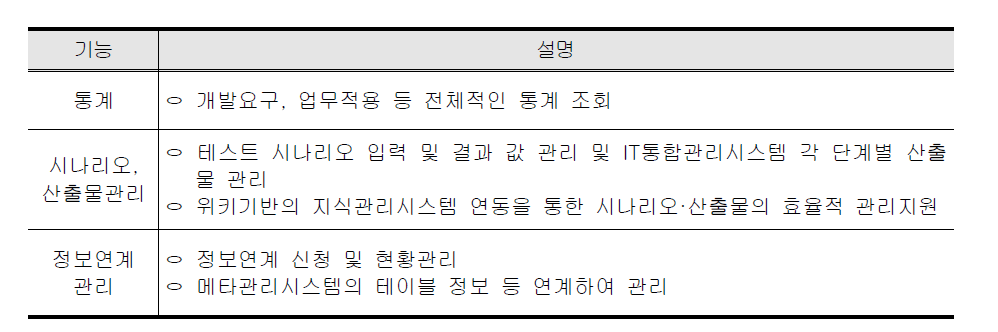 기능 설명
통계 ㅇ 개발요구, 업무적용 등 전체적인 통계 조회
시나리오,
산출물관리
ㅇ 테스트 시나리오 입력 및 결과 값 관리 및 IT통합관리시스템 각 단계별 산출
물 관리
ㅇ 위키기반의 지식관리시스템 연동을 통한 시나리오·산출물의 효율적 관리지원
정보연계
관리
ㅇ 정보연계 신청 및 현황관리
ㅇ 메타관리시스템의 테이블 정보 등 연계하여 관리